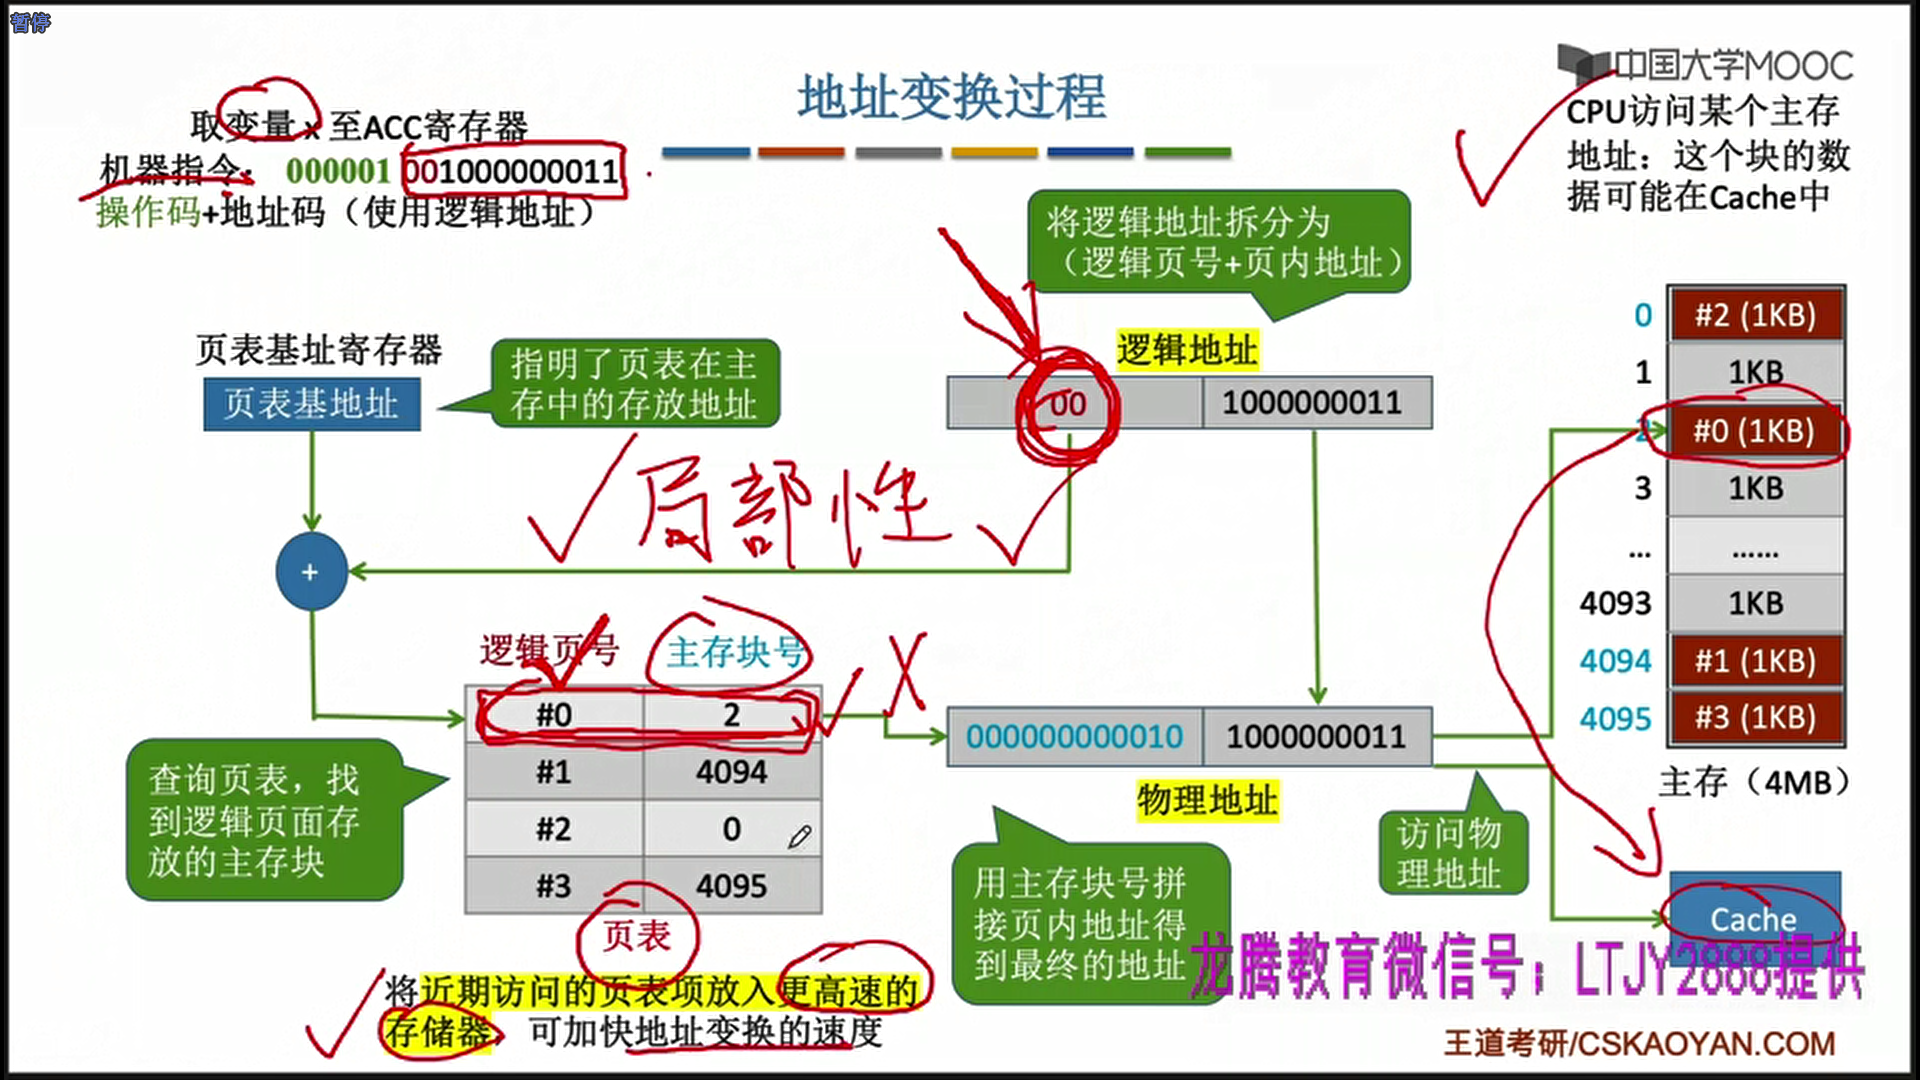 暂停
中国大学MOOC
地址变换过程
取变量 x 至ACC寄存器
机器指令: 000001 001000000011
操作码+地址码（使用逻辑地址）
CPU访问某个主存
地址：这个块的数
据可能在Cache中
将逻辑地址拆分为
（逻辑页号+页内地址）
页表基址寄存器
页表基地址
指明了页表在主
存中的存放地址
逻辑地址
00 1000000011
局部性
+
逻辑页号 主存块号
#0 2
#1 4094
#2 0
#3 4095
页表
查询页表，找
到逻辑页面存
放的主存块
000000000010 1000000011
物理地址
用主存块号拼
接页内地址得
到最终的地址
访问物
理地址
0 #2 (1KB)
1 1KB
2 #0 (1KB)
3 1KB
... ......
4093 1KB
4094 #1 (1KB)
4095 #3 (1KB)
主存（4MB）
Cache
将近期访问的页表项放入更高速的
存储器，可加快地址变换的速度
龙腾教育微信号：LTJY2888提供
王道考研/CSKAOYAN.COM